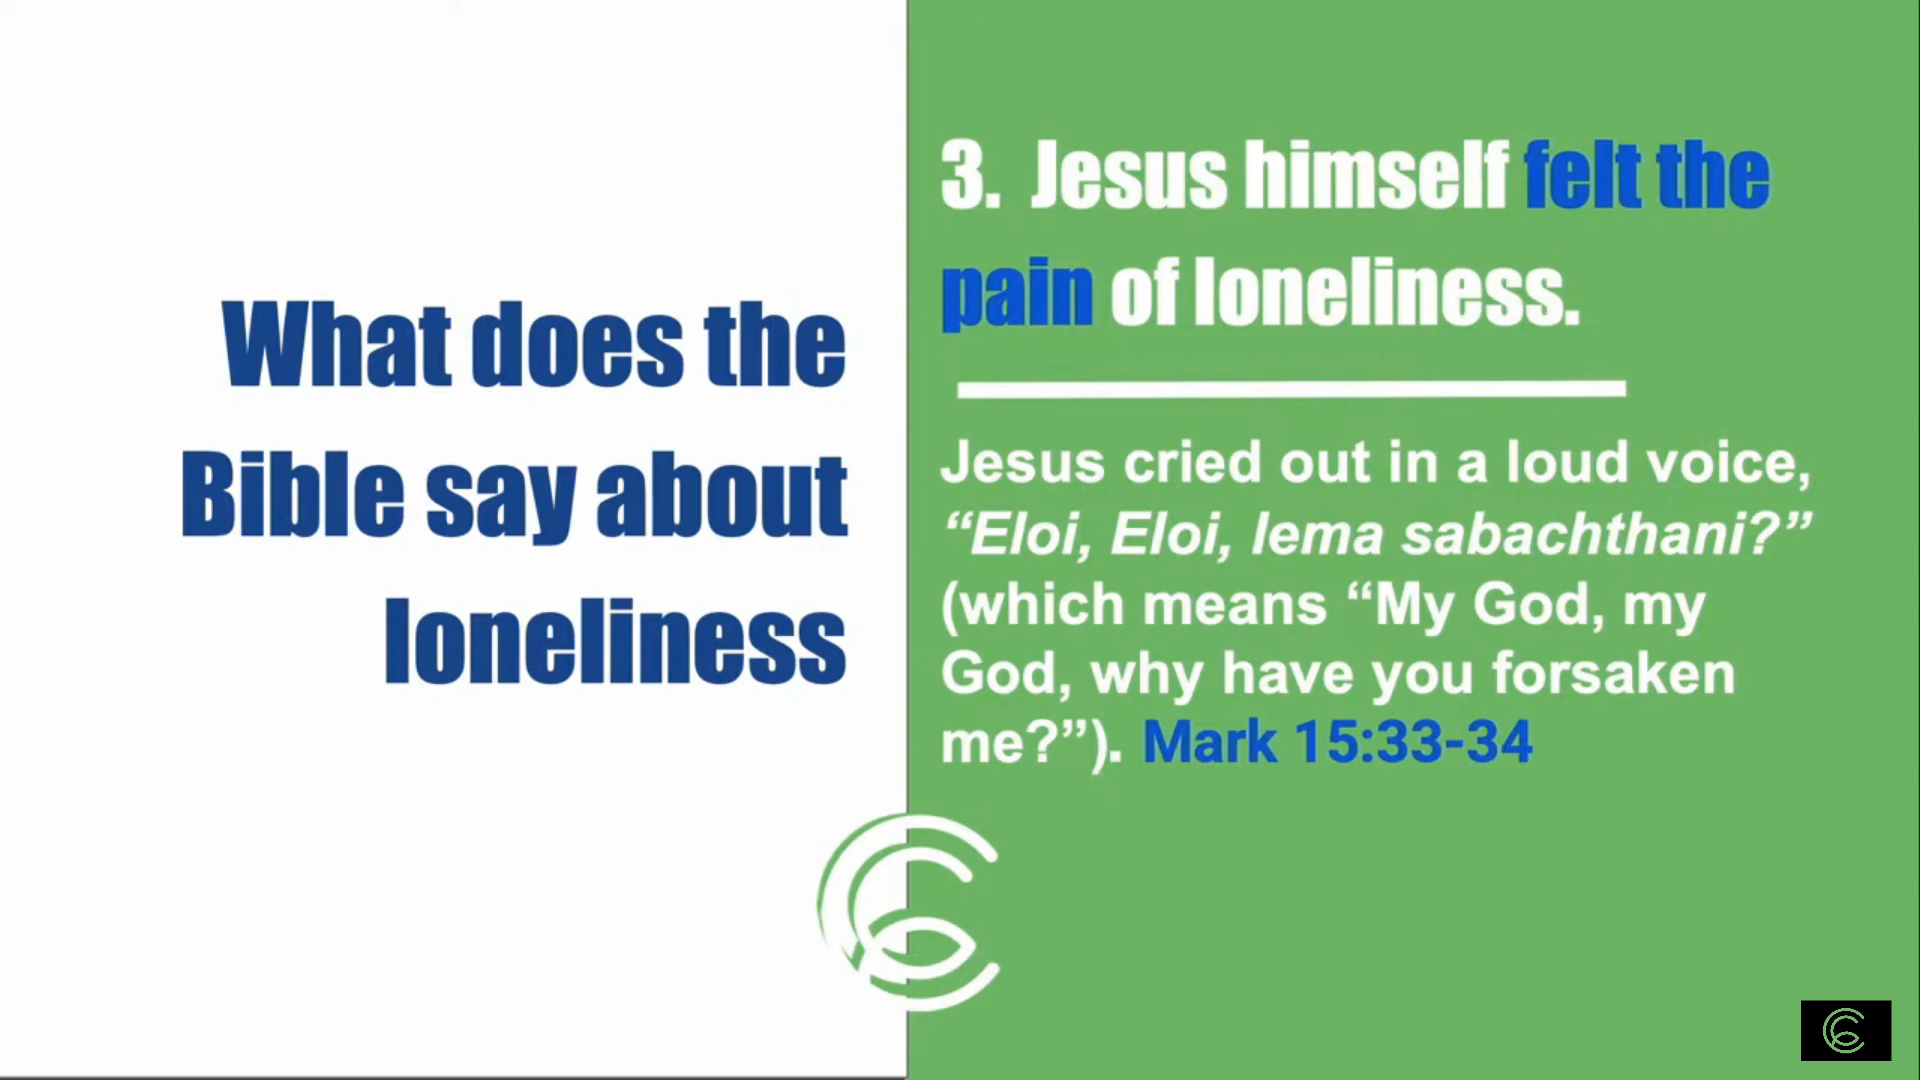 What does the
Bible say about
loneliness
3. Jesus himself felt the
pain of loneliness.
Jesus cried out in a loud voice,
“Eloi, Eloi, lema sabachthani?”
(which means “My God, my
God, why have you forsaken
me?”). Mark 15:33-34